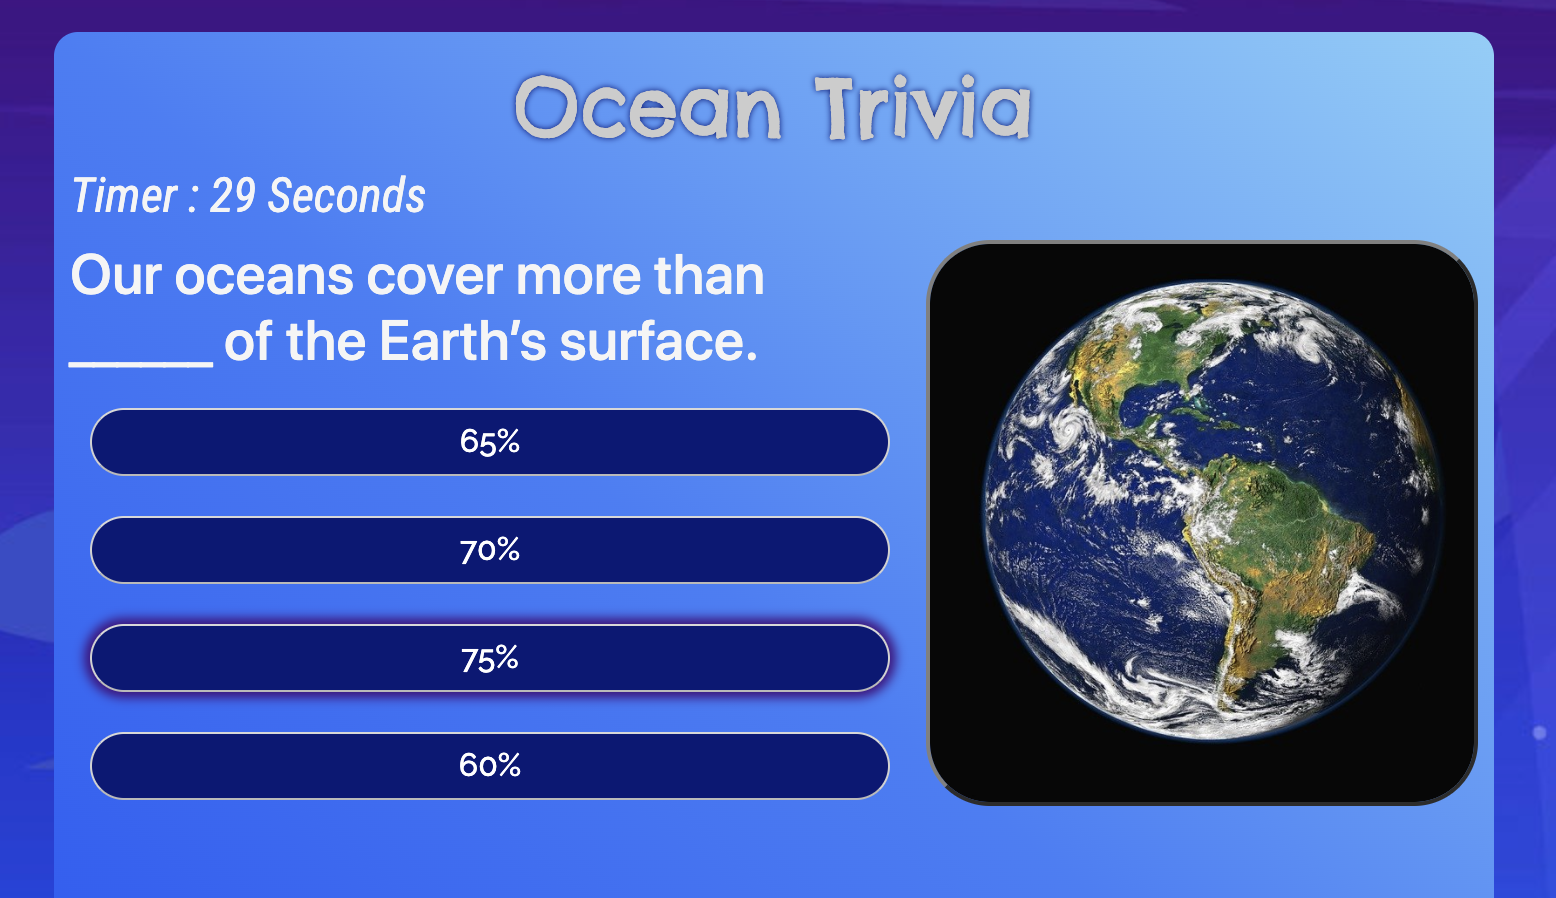 Ocean Trivia
Timer : 29 Seconds
Our oceans cover more than
______ of the Earth’s surface.
65%
70%
75%
60%